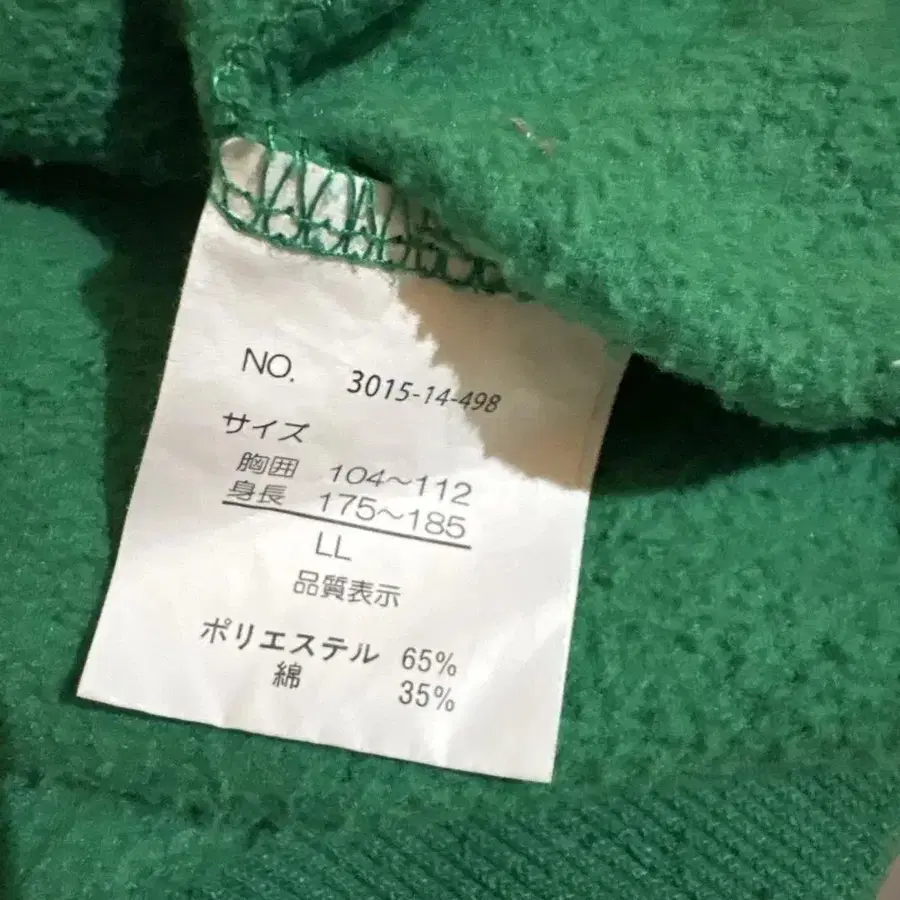 NO. 3015-14-498
サイズ
胸囲 104〜112
身長 175〜185
LL
品質表示
ポリエステル 65%
綿 35%